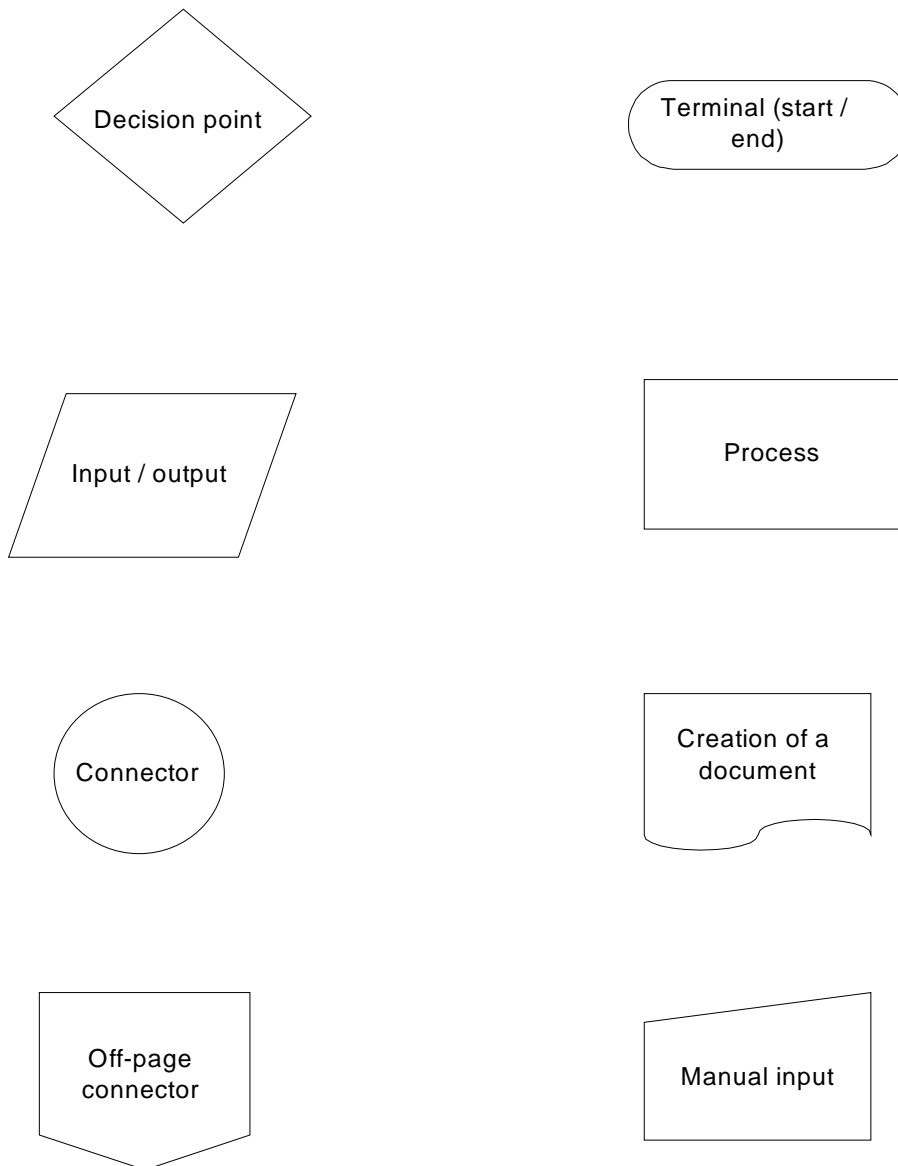 Decision point
Terminal (start /
end)
Input / output
Process
Connector
Creation of a
document
Off-page
connector
Manual input